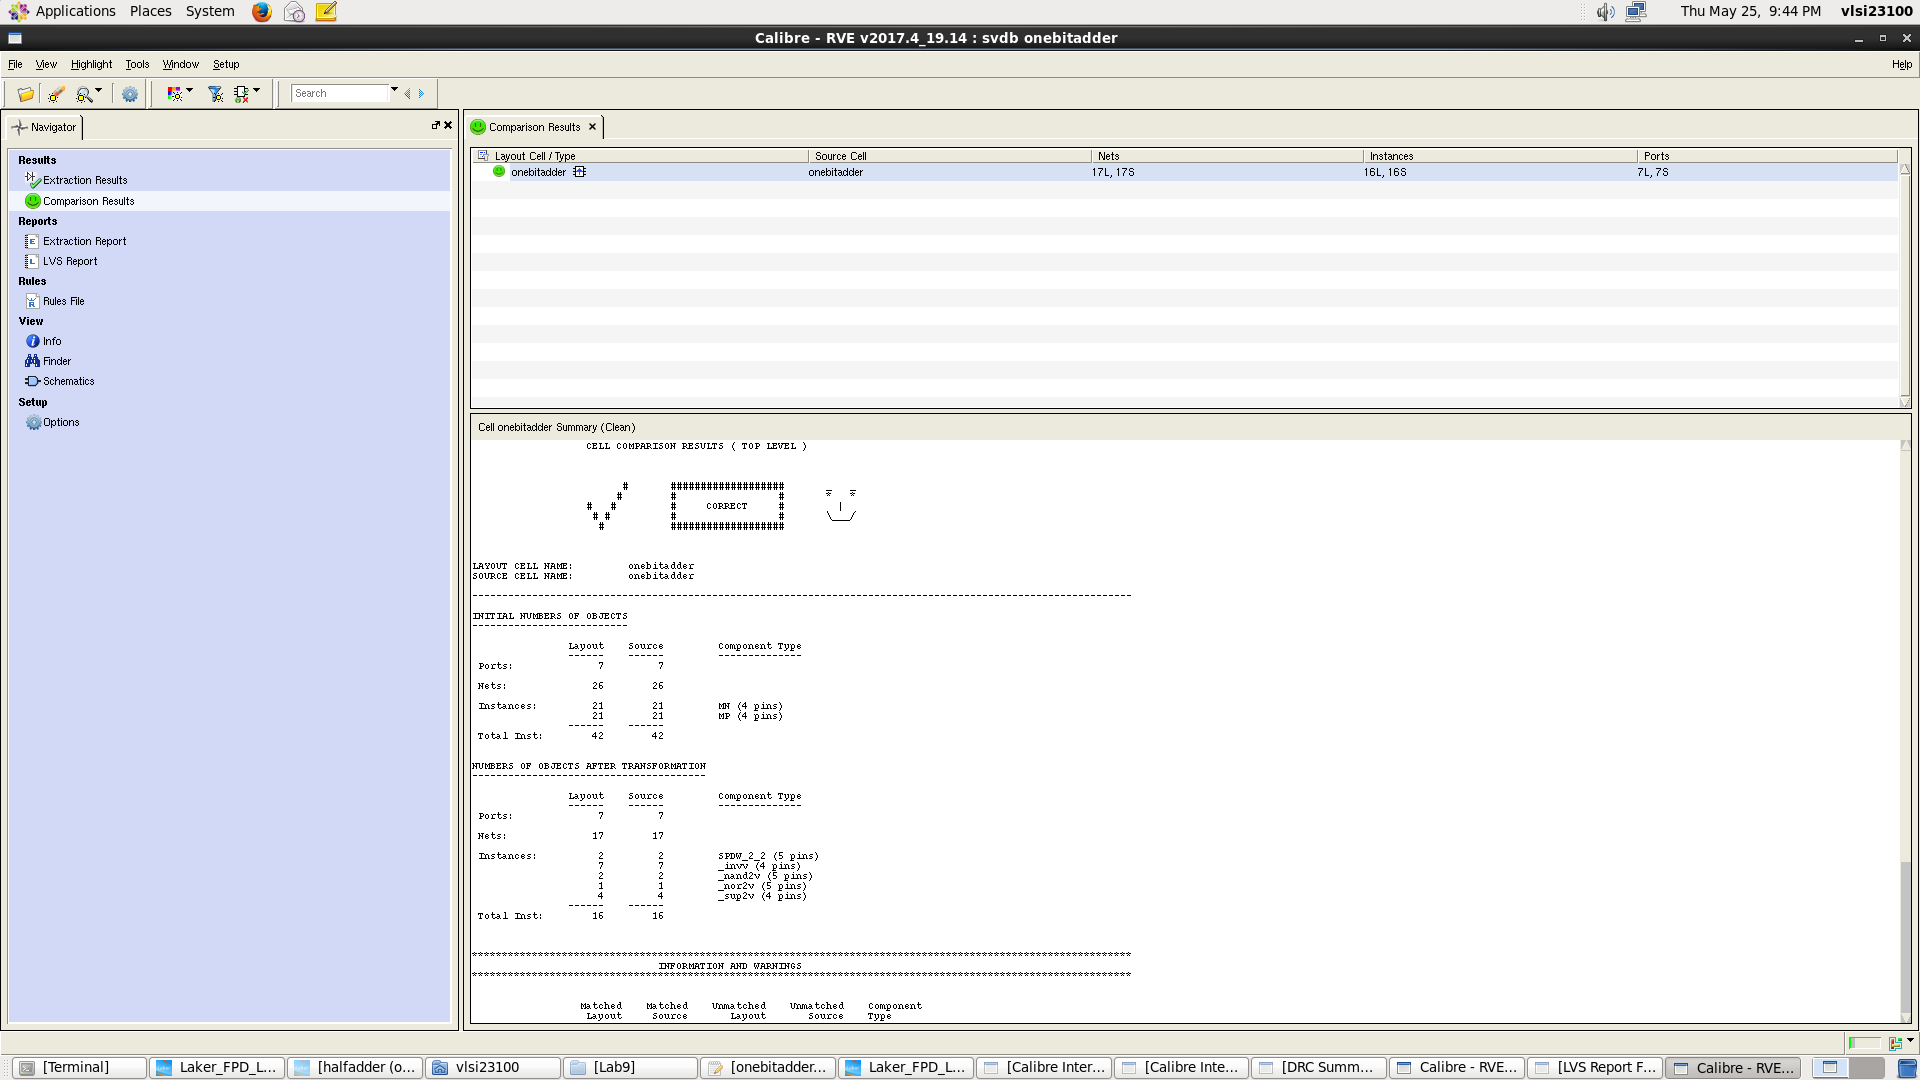 Applications Places System Thu May 25, 9:44 PM vlsi23100
Calibre - RVE v2017.4_19.14 : svdb onebitadder
File View Highlight Tools Window Setup Help
Search
Navigator
Results
Extraction Results
Comparison Results
Reports
Extraction Report
LVS Report
Rules
Rules File
View
Info
Finder
Schematics
Setup
Options
Comparison Results
Layout Cell / Type Source Cell Nets Instances Ports
onebitadder onebitadder 17L, 17S 16L, 16S 7L, 7S
Cell onebitadder Summary (Clean)
CELL COMPARISON RESULTS ( TOP LEVEL )
# ################### _ _
# # # * *
# # # CORRECT # |
# # # # \___/
# ###################
LAYOUT CELL NAME: onebitadder
SOURCE CELL NAME: onebitadder
--------------------------------------------------------------------------------------------------------------
INITIAL NUMBERS OF OBJECTS
--------------------------
Layout Source Component Type
------ ------ --------------
Ports: 7 7
Nets: 26 26
Instances: 21 21 MN (4 pins)
21 21 MP (4 pins)
------ ------
Total Inst: 42 42
NUMBERS OF OBJECTS AFTER TRANSFORMATION
---------------------------------------
Layout Source Component Type
------ ------ --------------
Ports: 7 7
Nets: 17 17
Instances: 2 2 SPDW_2_2 (5 pins)
7 7 _invv (4 pins)
2 2 _nand2v (5 pins)
1 1 _nor2v (5 pins)
4 4 _sup2v (4 pins)
------ ------
Total Inst: 16 16
**************************************************************************************************************
INFORMATION AND WARNINGS
**************************************************************************************************************
Matched Matched Unmatched Unmatched Component
Layout Source Layout Source Type
[Terminal] Laker_FPD_L... [halfadder (o... vlsi23100 [Lab9] [onebitadder... Laker_FPD_L... [Calibre Inter... [Calibre Inte... [DRC Summ... Calibre - RVE... [LVS Report F... Calibre - RVE...